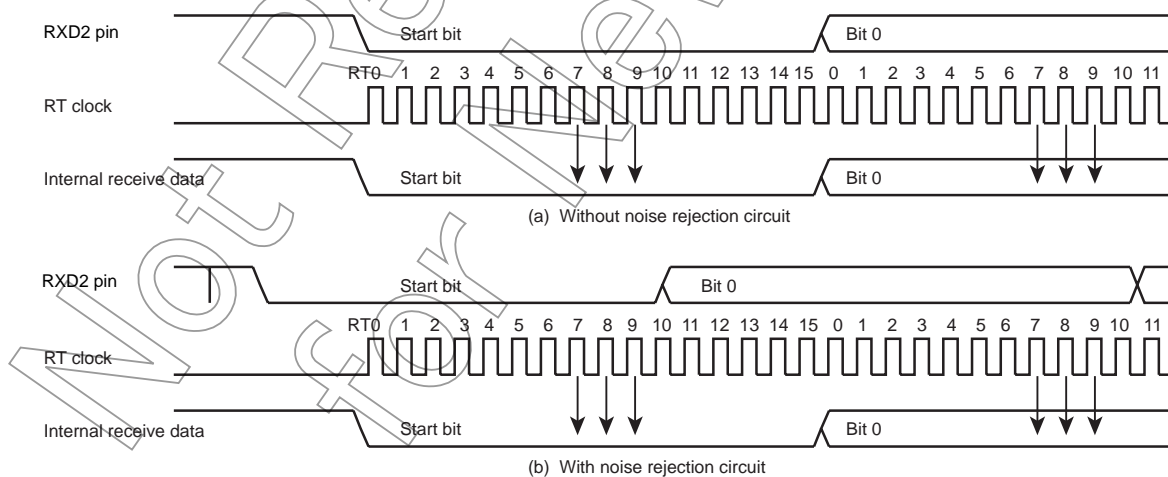 RXD2 pin
Start bit
Bit 0
RT0 1 2 3 4 5 6 7 8 9 10 11 12 13 14 15 0 1 2 3 4 5 6 7 8 9 10 11
RT clock
Internal receive data
Start bit
Bit 0
(a) Without noise rejection circuit
RXD2 pin
Start bit
Bit 0
RT0 1 2 3 4 5 6 7 8 9 10 11 12 13 14 15 0 1 2 3 4 5 6 7 8 9 10 11
RT clock
Internal receive data
Start bit
Bit 0
(b) With noise rejection circuit
Not Re
for Ne